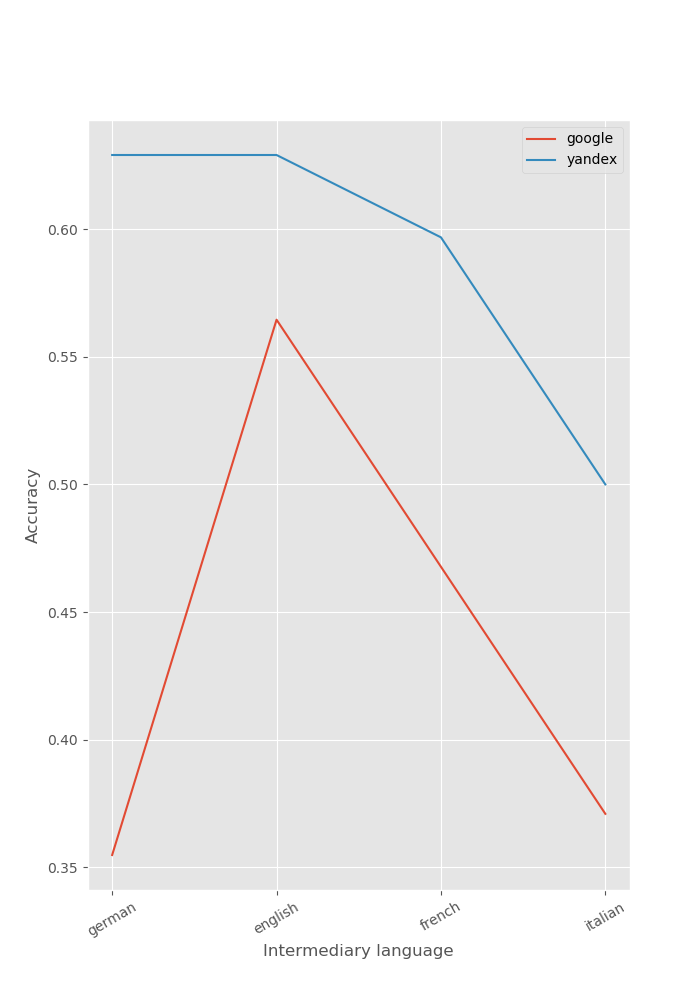 google
yandex
0.60
0.55
0.50
0.45
0.40
0.35
Accuracy
german
english
french
italian
Intermediary language